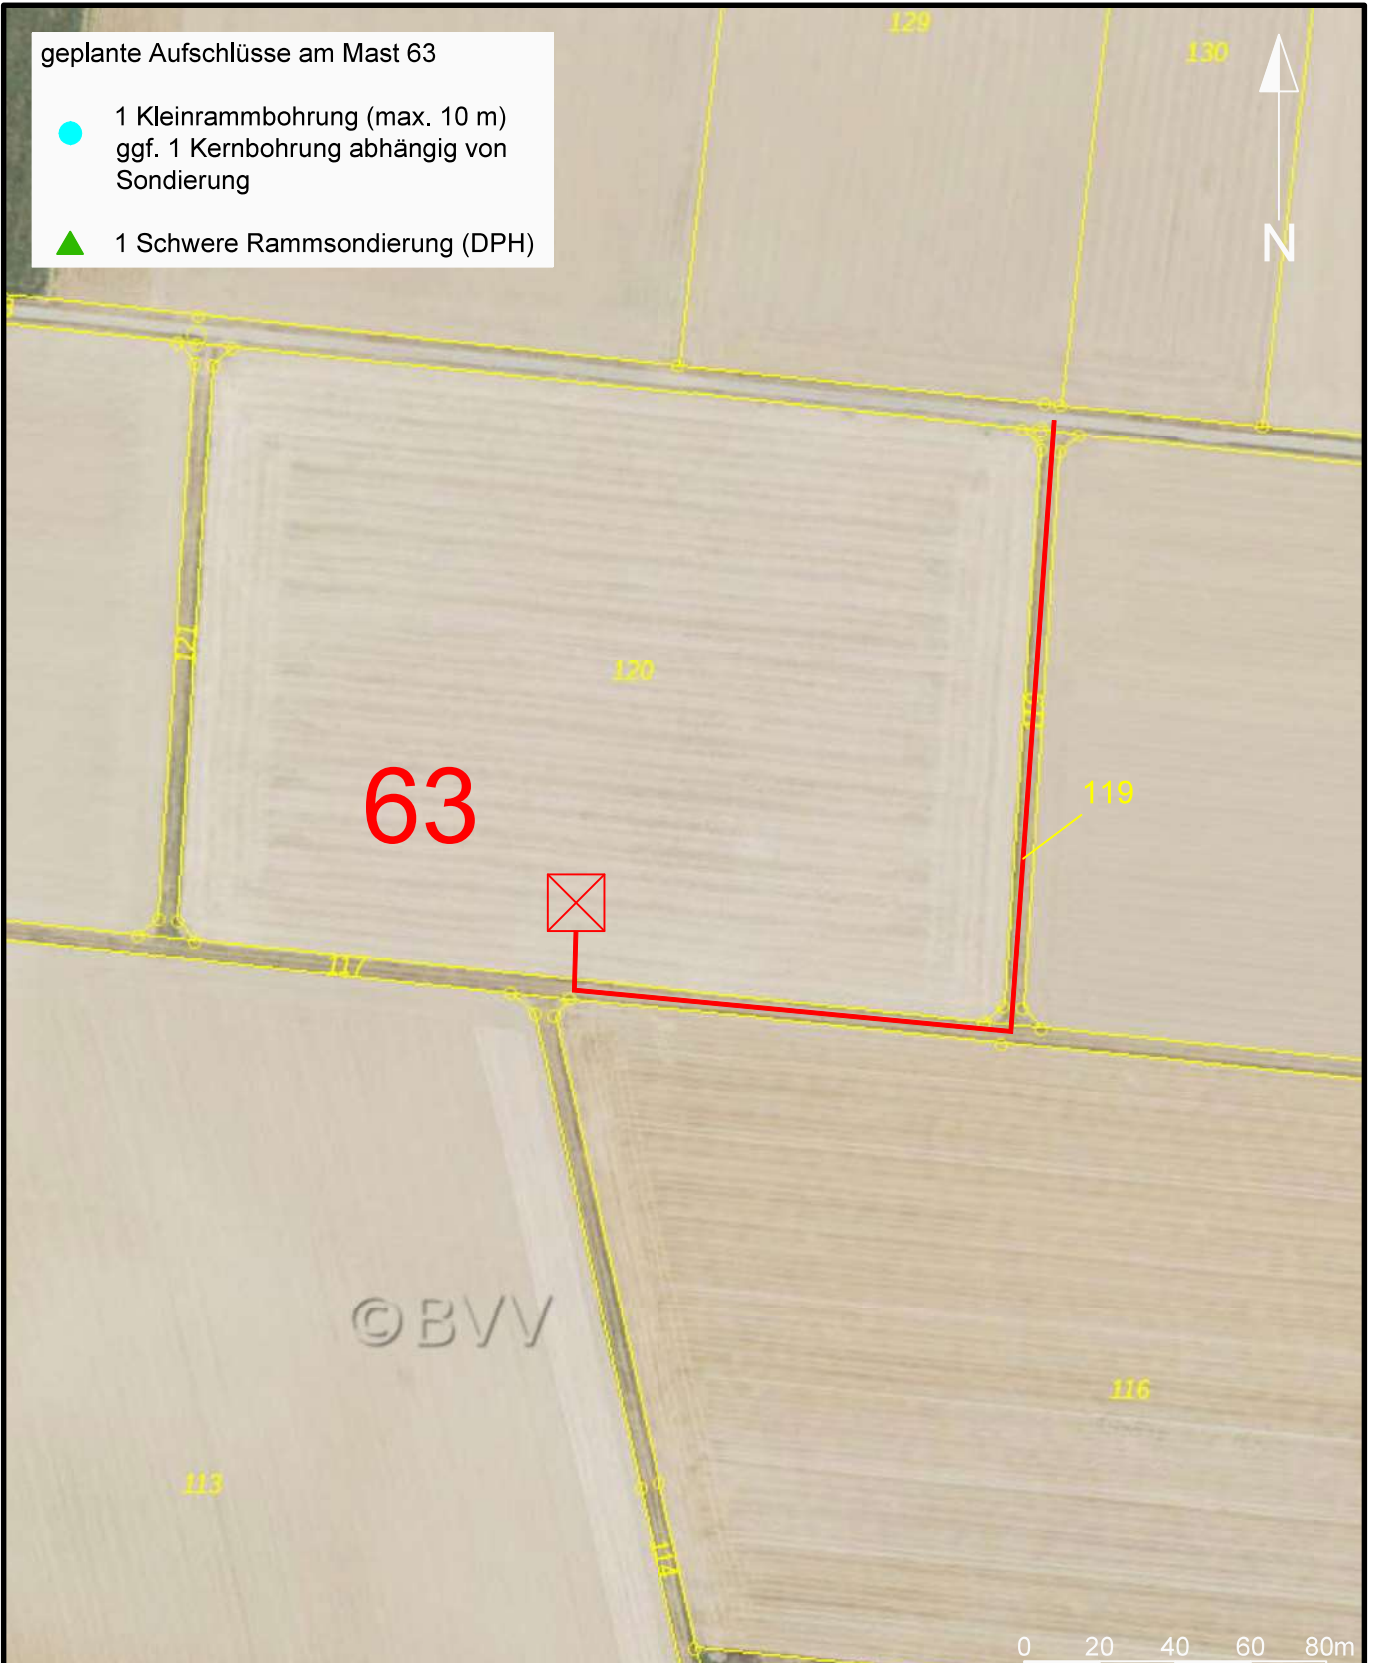 geplante Aufschlüsse am Mast 63
1 Kleinrammbohrung (max. 10 m)
ggf. 1 Kernbohrung abhängig von
Sondierung
1 Schwere Rammsondierung (DPH)
129
130
N
121
120
63
119
117
©BVV
116
113
114
0 20 40 60 80m